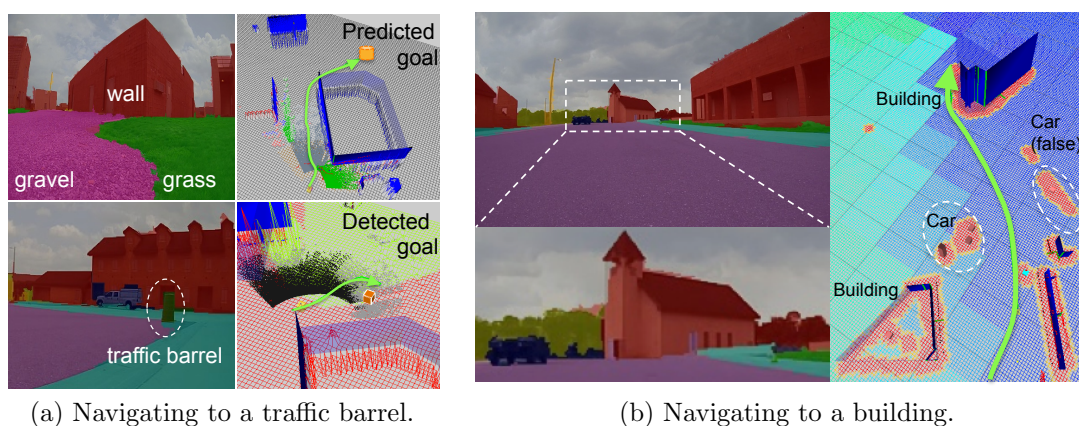 wall
gravel
grass
Predicted
goal
traffic barrel
Detected
goal
(a) Navigating to a traffic barrel.
Building
Car
(false)
Car
Building
(b) Navigating to a building.